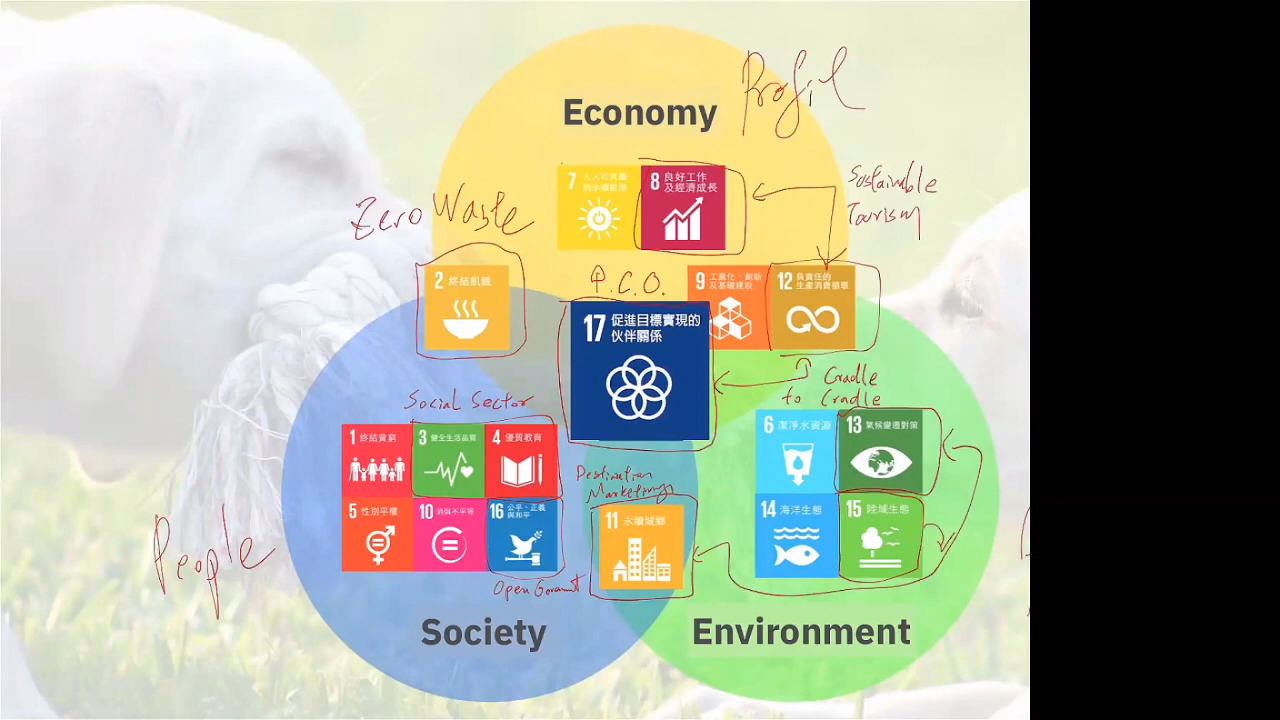 Profit
Economy
7 人人可負擔
的永續能源
8 良好工作
及經濟成長
Sustainable
Tourism
Zero Waste
2 終結飢餓
P.C.O.
9 工業化、創新
及基礎建設
12 負責任的
生產消費循環
17 促進目標實現的
伙伴關係
Cradle
to Cradle
Social Sector
1 終結貧窮
3 健全生活品質
4 優質教育
6 潔淨水資源
13 氣候變遷對策
Destination
Marketing
5 性別平權
10 消弭不平等
16 公平、正義
與和平
11 永續城鄉
14 海洋生態
15 陸域生態
People
Open
Society
Environment